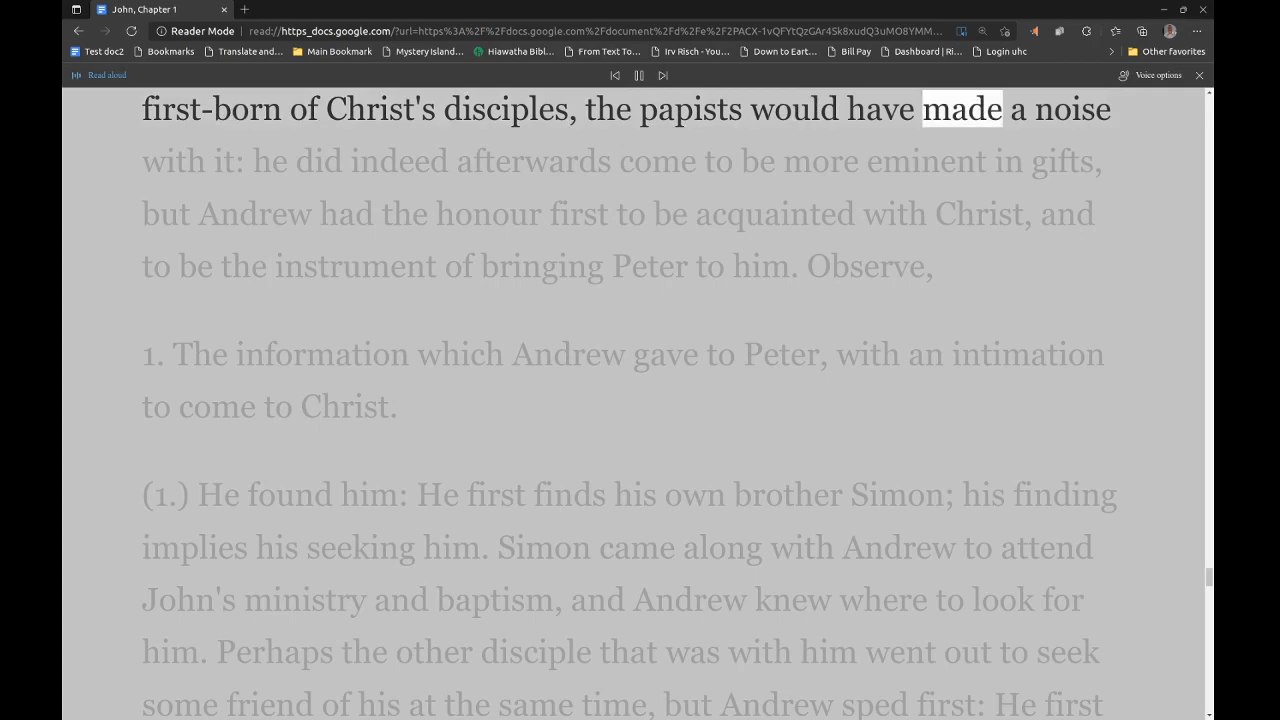 John, Chapter 1
Reader Mode
read://https_docs.google.com/?url=https%3A%2F%2Fdocs.google.com%2Fdocument%2Fd%2Fe%2F2PACX-1vQFYtQzGAr4Sk8xudQ3uMO8YMM...
Test doc2 Bookmarks Translate and... Main Bookmark Mystery Island... Hiawatha Bibl... From Text To... Irv Risch - You... Down to Eart... Bill Pay Dashboard | Ri... Login uhc Other favorites
Read aloud Voice options
first-born of Christ's disciples, the papists would have made a noise
with it: he did indeed afterwards come to be more eminent in gifts,
but Andrew had the honour first to be acquainted with Christ, and
to be the instrument of bringing Peter to him. Observe,
1. The information which Andrew gave to Peter, with an intimation
to come to Christ.
(1.) He found him: He first finds his own brother Simon; his finding
implies his seeking him. Simon came along with Andrew to attend
John's ministry and baptism, and Andrew knew where to look for
him. Perhaps the other disciple that was with him went out to seek
some friend of his at the same time, but Andrew sped first: He first